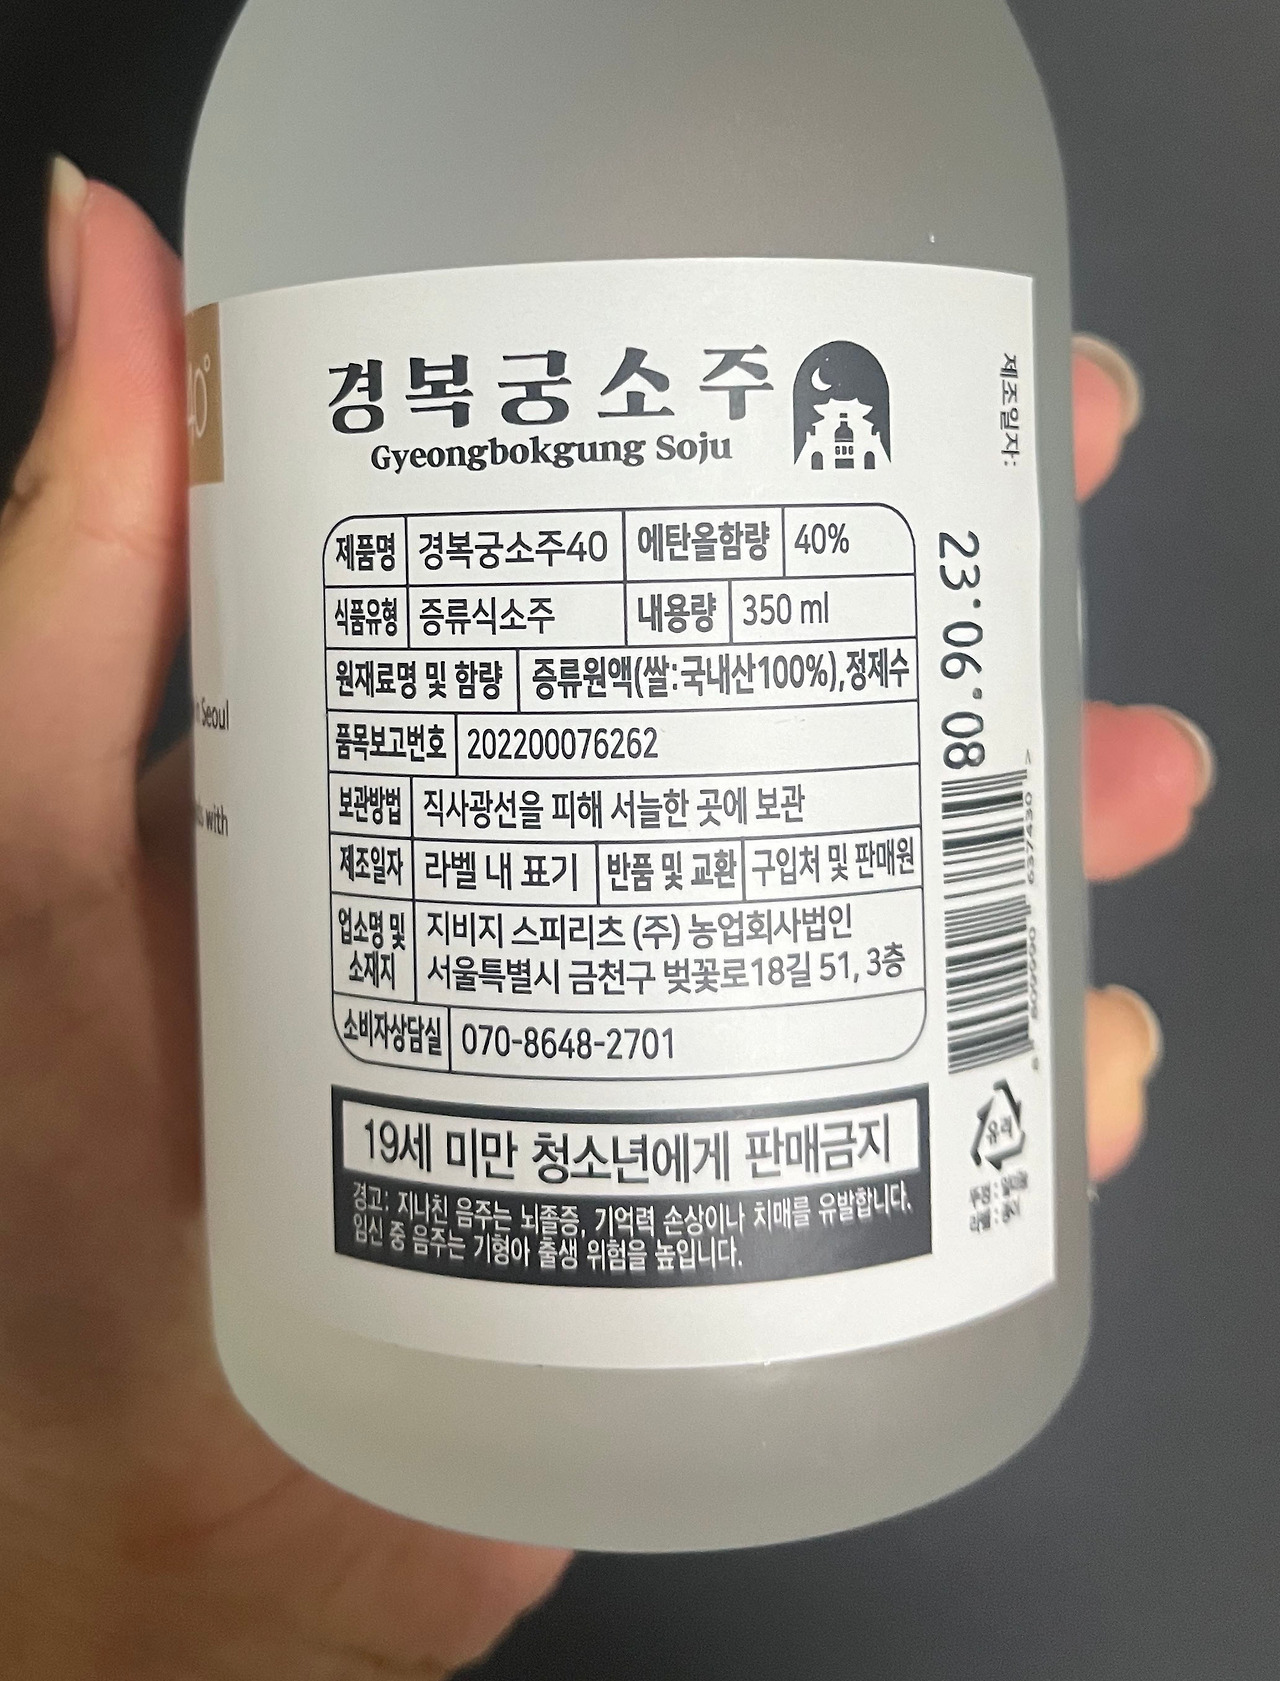 40°
Seoul
with
경복궁소주
Gyeongbokgung Soju
제품명 경복궁소주40 에탄올함량 40%
식품유형 증류식소주 내용량 350 ml
원재료명 및 함량 증류원액(쌀:국내산100%),정제수
품목보고번호 202200076262
보관방법 직사광선을 피해 서늘한 곳에 보관
제조일자 라벨 내 표기 반품 및 교환 구입처 및 판매원
업소명 및 소재지 지비지 스피리츠 (주) 농업회사법인
서울특별시 금천구 벚꽃로18길 51, 3층
소비자상담실 070-8648-2701
19세 미만 청소년에게 판매금지
경고: 지나친 음주는 뇌졸중, 기억력 손상이나 치매를 유발합니다.
임신 중 음주는 기형아 출생 위험을 높입니다.
제조일자:
23.06.08
유리